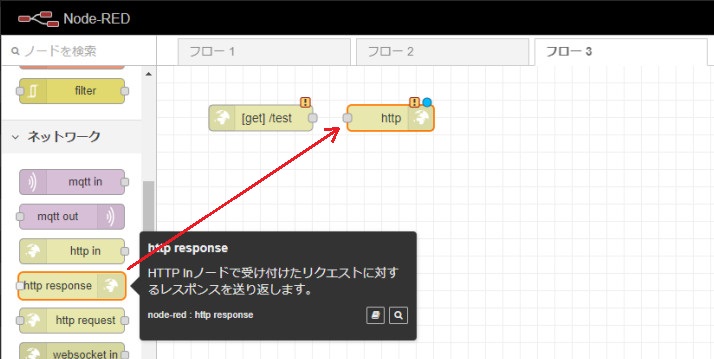 Node-RED
ノードを検索
フロー 1
フロー 2
フロー 3
filter
ネットワーク
mqtt in
mqtt out
http in
http response
http request
websocket in
[get] /test
http
http response
HTTP Inノードで受け付けたリクエストに対す
るレスポンスを送り返します。
node-red : http response